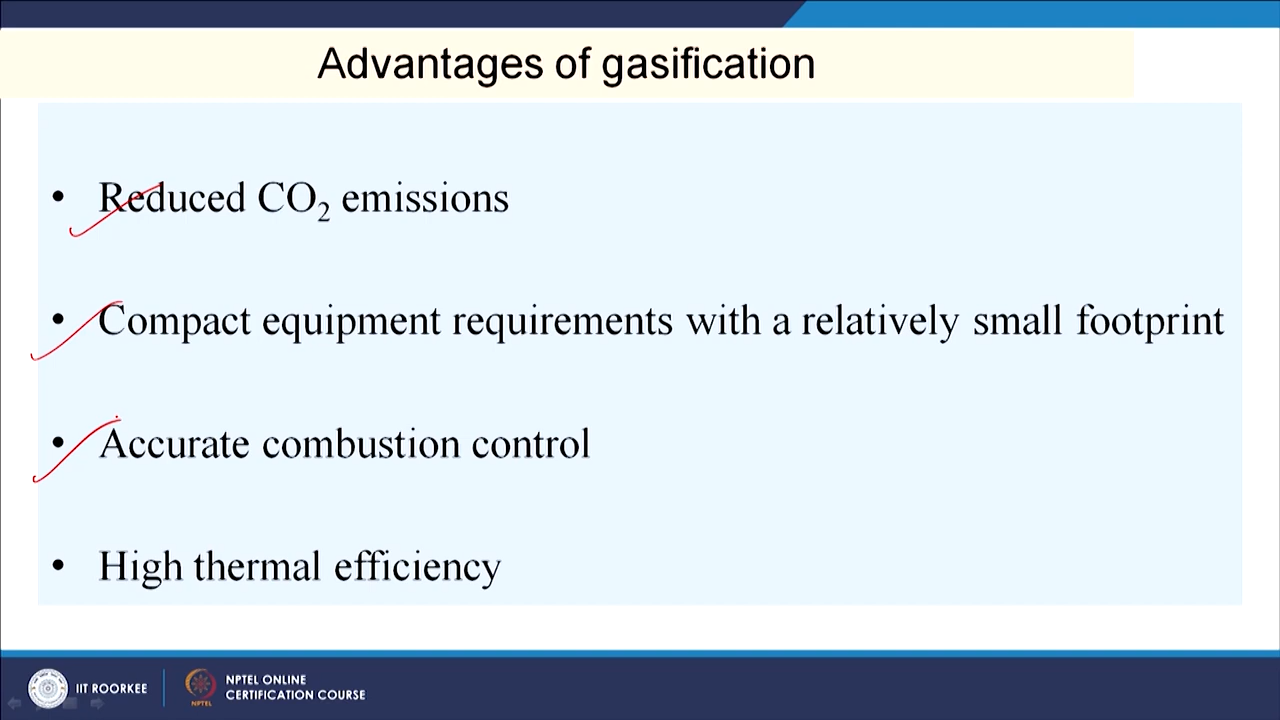 Advantages of gasification
• Reduced CO₂ emissions
• Compact equipment requirements with a relatively small footprint
• Accurate combustion control
• High thermal efficiency
IIT ROORKEE
NPTEL
NPTEL ONLINE
CERTIFICATION COURSE